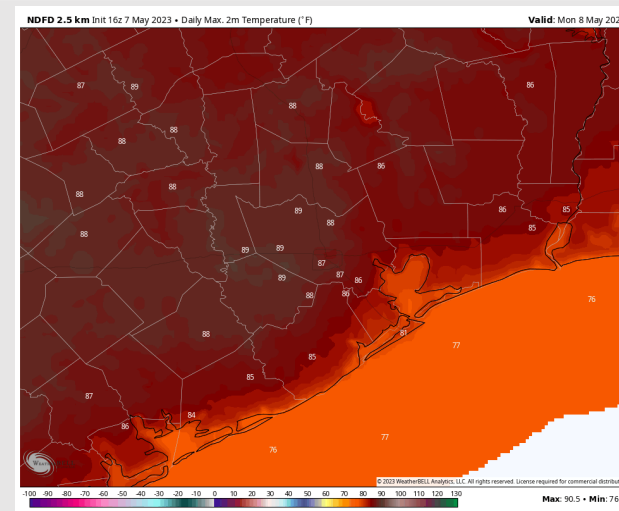 NDFD 2.5 km Init 16z 7 May 2023 • Daily Max. 2m Temperature (°F)
Valid: Mon 8 May 202
87 89 86
88
88
88
88 86
88 88
89 86 85
88 88 85
89 89
87
89 87 86
88 86
76
88 81
77
85
85
87
84
86
77
76
© 2023 WeatherBELL Analytics, LLC. All rights reserved. License required for commercial distribut
-100 -90 -80 -70 -60 -50 -40 -30 -20 -10 0 10 20 30 40 50 60 70 80 90 100 110 120 130
Max: 90.5 • Min: 76